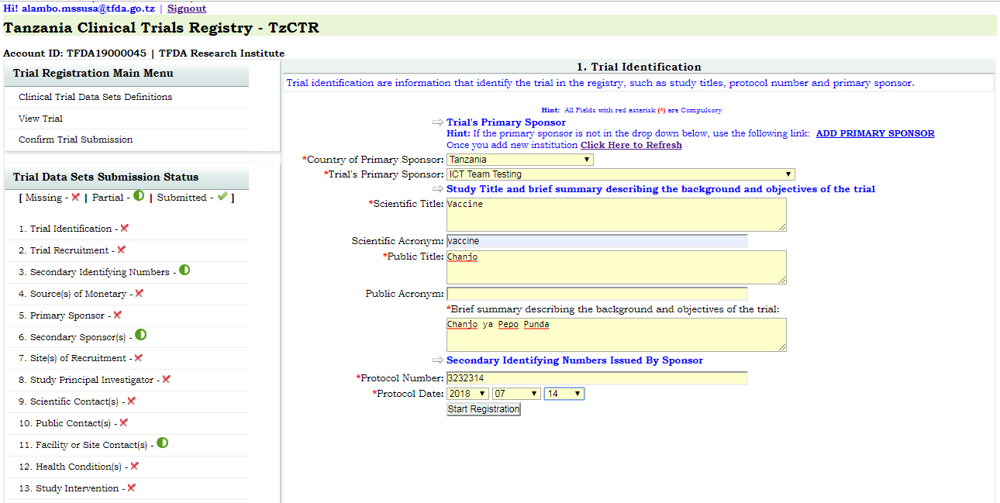 Hi! alambo.mssusa@tfda.go.tz | Signout
Tanzania Clinical Trials Registry - TzCTR
Account ID: TFDA19000045 | TFDA Research Institute
Trial Registration Main Menu
Clinical Trial Data Sets Definitions
View Trial
Confirm Trial Submission
Trial Data Sets Submission Status
[ Missing - | Partial - | Submitted - ]
1. Trial Identification -
2. Trial Recruitment -
3. Secondary Identifying Numbers -
4. Source(s) of Monetary -
5. Primary Sponsor -
6. Secondary Sponsor(s) -
7. Site(s) of Recruitment -
8. Study Principal Investigator -
9. Scientific Contact(s) -
10. Public Contact(s) -
11. Facility or Site Contact(s) -
12. Health Condition(s) -
13. Study Intervention -
1. Trial Identification
Trial identification are information that identify the trial in the registry, such as study titles, protocol number and primary sponsor.
Hint: All Fields with red asterisk (*) are Compulsory
Trial's Primary Sponsor
Hint: If the primary sponsor is not in the drop down below, use the following link: ADD PRIMARY SPONSOR
Once you add new institution Click Here to Refresh
*Country of Primary Sponsor: Tanzania
*Trial's Primary Sponsor: ICT Team Testing
Study Title and brief summary describing the background and objectives of the trial
*Scientific Title: Vaccine
Scientific Acronym: vaccine
*Public Title: Chanjo
Public Acronym:
*Brief summary describing the background and objectives of the trial:
Chanjo ya Pepo Punda
Secondary Identifying Numbers Issued By Sponsor
*Protocol Number: 3232314
*Protocol Date: 2018 07 14
Start Registration